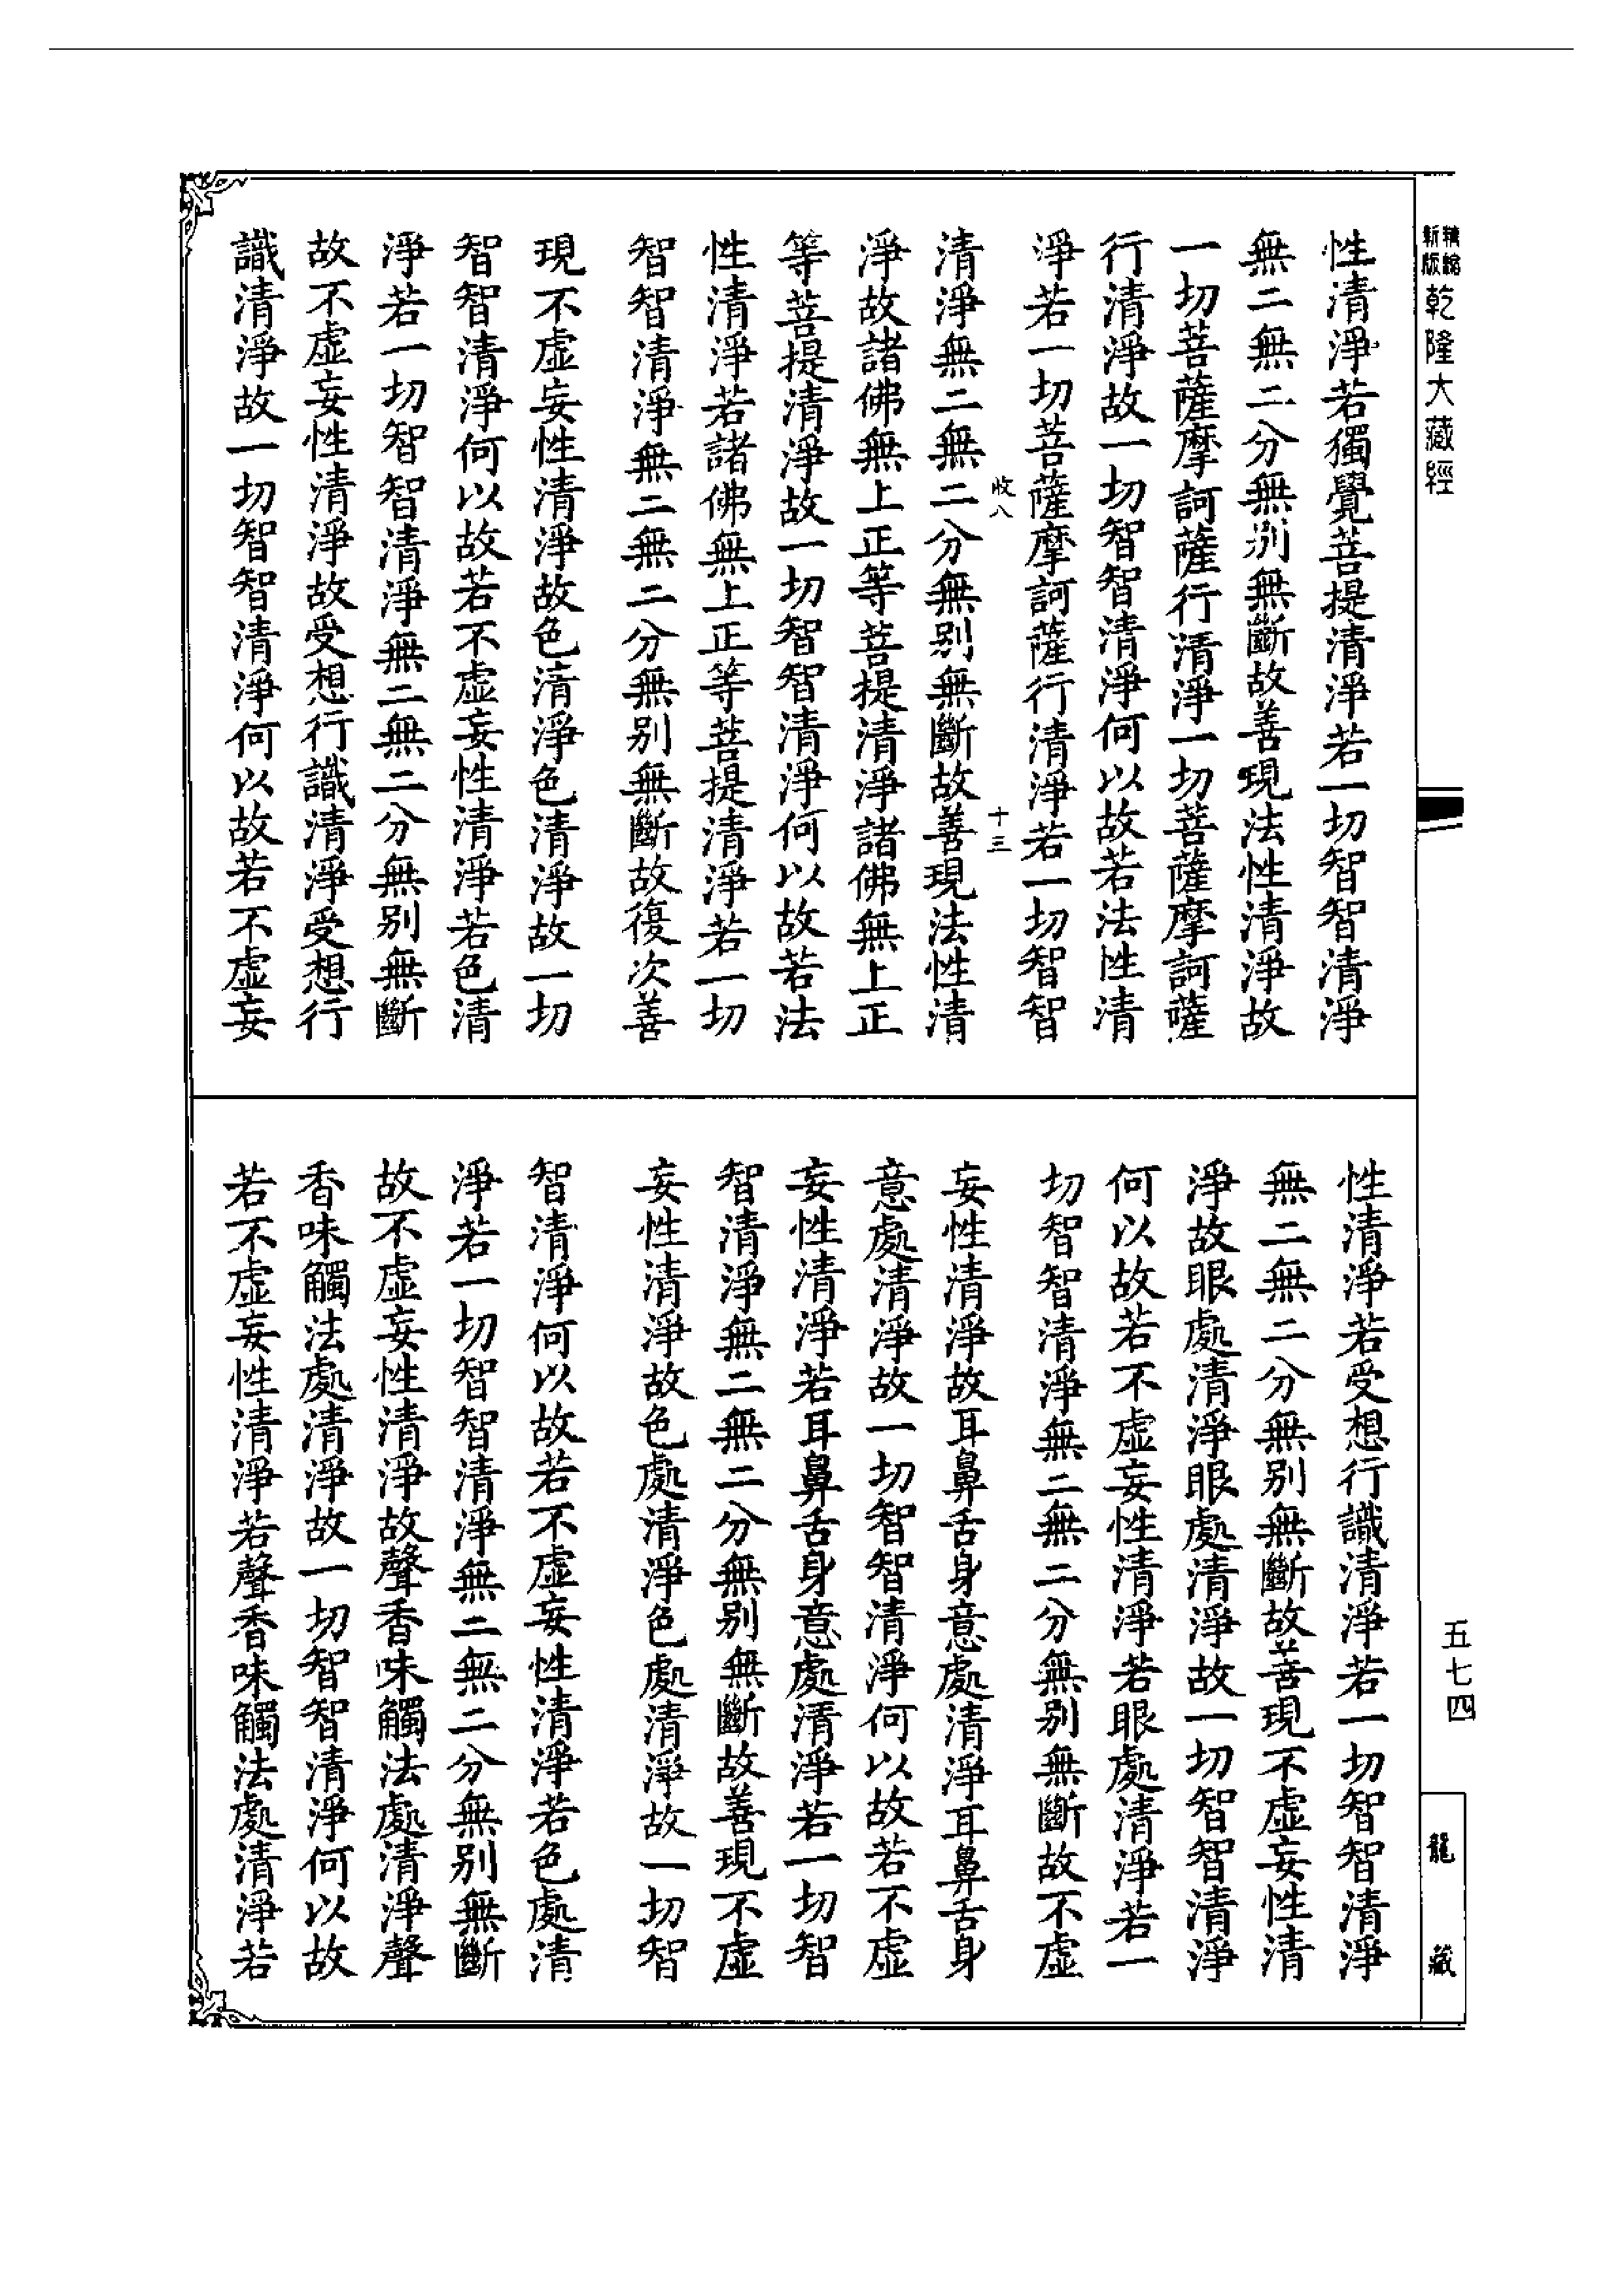 新版
精縮
乾隆大藏經
性清淨若獨覺菩提清淨若一切智智清淨
無二無二分無別無斷故善現法性清淨故
一切菩薩摩訶薩行清淨一切菩薩摩訶薩
行清淨故一切智智清淨何以故若法性清
淨若一切菩薩摩訶薩行清淨若一切智智
收八
十三
清淨無二無二分無別無斷故善現法性清
淨故諸佛無上正等菩提清淨諸佛無上正
等菩提清淨故一切智智清淨何以故若法
性清淨若諸佛無上正等菩提清淨若一切
智智清淨無二無二分無別無斷故復次善
現不虛妄性清淨故色清淨色清淨故一切
智智清淨何以故若不虛妄性清淨若色清
淨若一切智智清淨無二無二分無別無斷
故不虛妄性清淨故受想行識清淨受想行
識清淨故一切智智清淨何以故若不虛妄
性清淨若受想行識清淨若一切智智清淨
無二無二分無別無斷故善現不虛妄性清
淨故眼處清淨眼處清淨故一切智智清淨
何以故若不虛妄性清淨若眼處清淨若一
切智智清淨無二無二分無別無斷故不虛
妄性清淨故耳鼻舌身意處清淨耳鼻舌身
意處清淨故一切智智清淨何以故若不虛
妄性清淨若耳鼻舌身意處清淨若一切智
智清淨無二無二分無別無斷故善現不虛
妄性清淨故色處清淨色處清淨故一切智
智清淨何以故若不虛妄性清淨若色處清
淨若一切智智清淨無二無二分無別無斷
故不虛妄性清淨故聲香味觸法處清淨聲
香味觸法處清淨故一切智智清淨何以故
若不虛妄性清淨若聲香味觸法處清淨若
五七四
龍藏